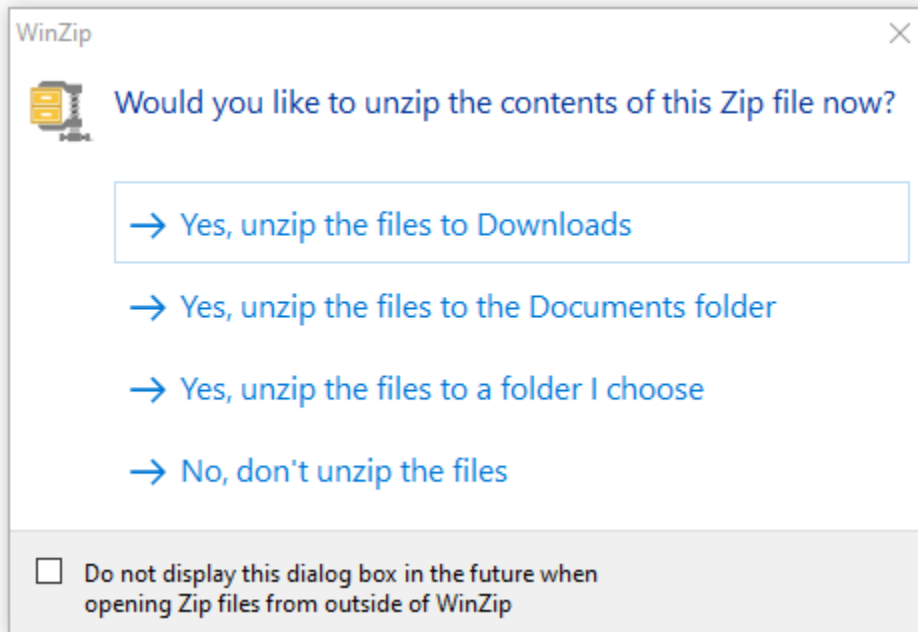 WinZip
Would you like to unzip the contents of this Zip file now?
Yes, unzip the files to Downloads
Yes, unzip the files to the Documents folder
Yes, unzip the files to a folder I choose
No, don't unzip the files
Do not display this dialog box in the future when
opening Zip files from outside of WinZip